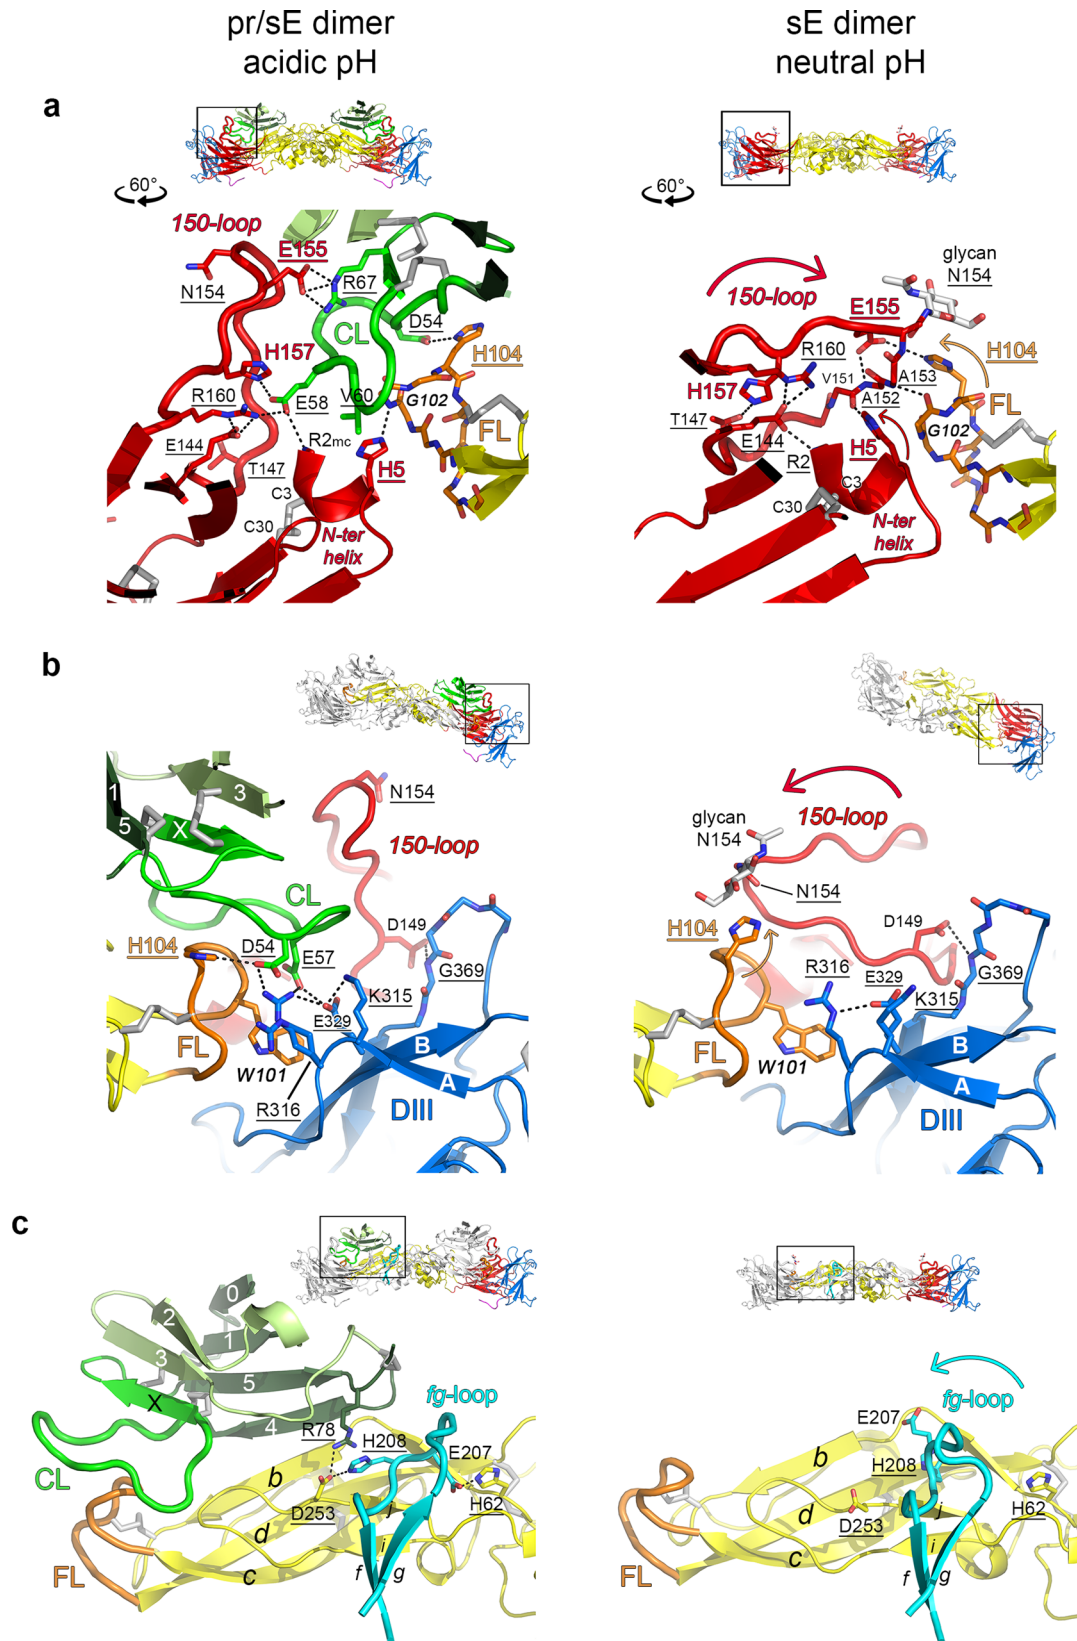 pr/sE dimer
acidic pH
sE dimer
neutral pH
a
60°
60°
150-loop
E155
N154
R67
CL
D54
H104
H157
R160
E58
V60
G102
FL
E144
R2mc
H5
T147
C3
C30
N-ter
helix
glycan
N154
150-loop
E155
R160
H104
H157
V151
A153
FL
T147
A152
G102
E144
R2
H5
C3
C30
N-ter
helix
b
1
3
5
X
N154
150-loop
CL
D149
H104
D54
E57
G369
K315
E329
FL
W101
B
A
R316
DIII
150-loop
glycan
N154
N154
D149
H104
R316
E329
G369
K315
FL
W101
B
A
DIII
c
0
2
1
3
5
X
4
fg-loop
R78
H208
E207
CL
b
D253
H62
d
j
i
FL
c
f
g
fg-loop
E207
b
H208
H62
d
D253
j
i
c
FL
f
g